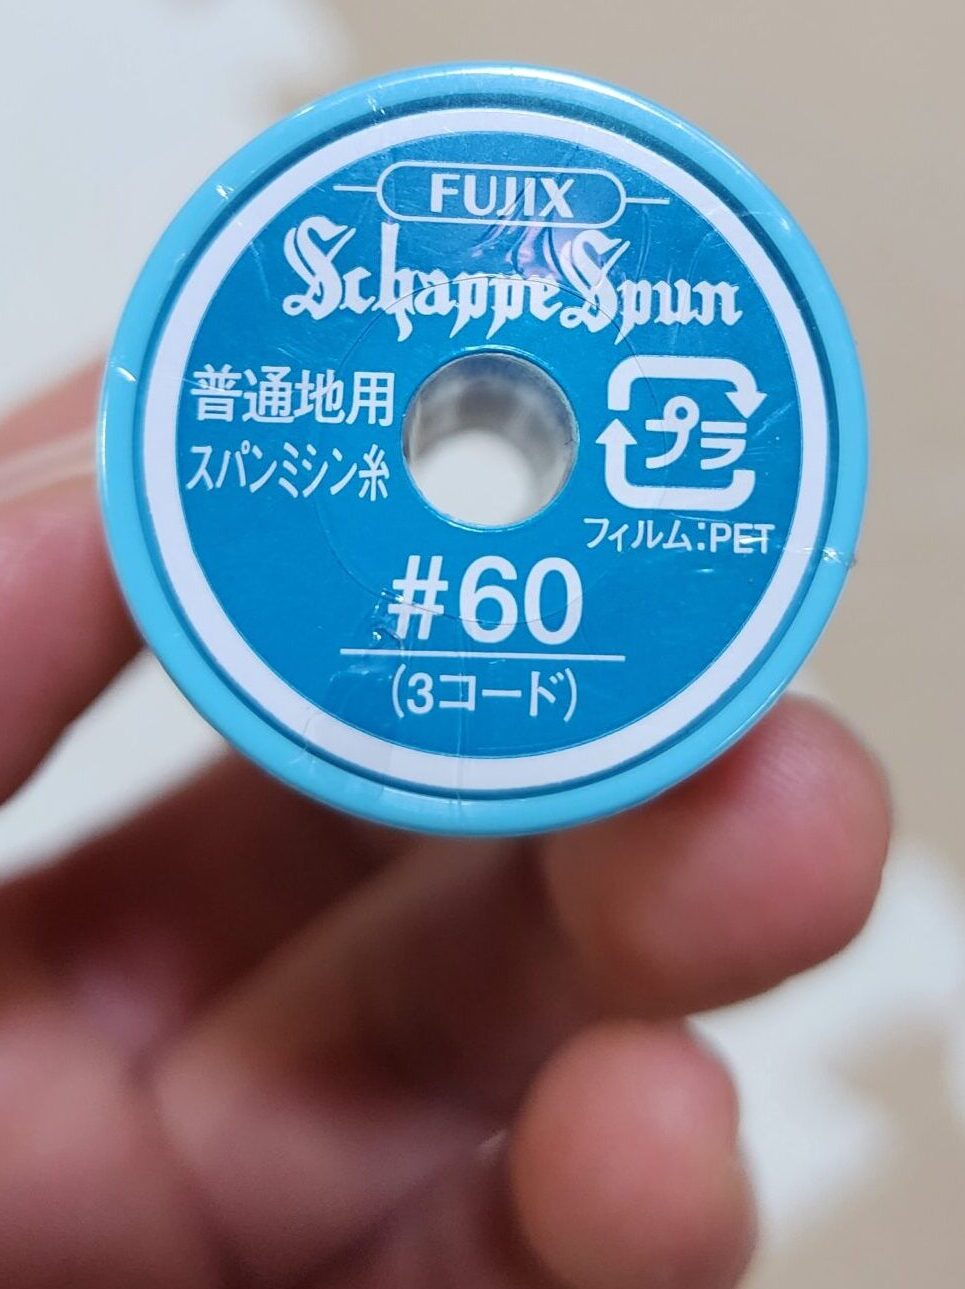 FUJIX
Schappe Spun
普通地用
スパンミシン糸
プラ
フィルム:PET
#60
(3コード)